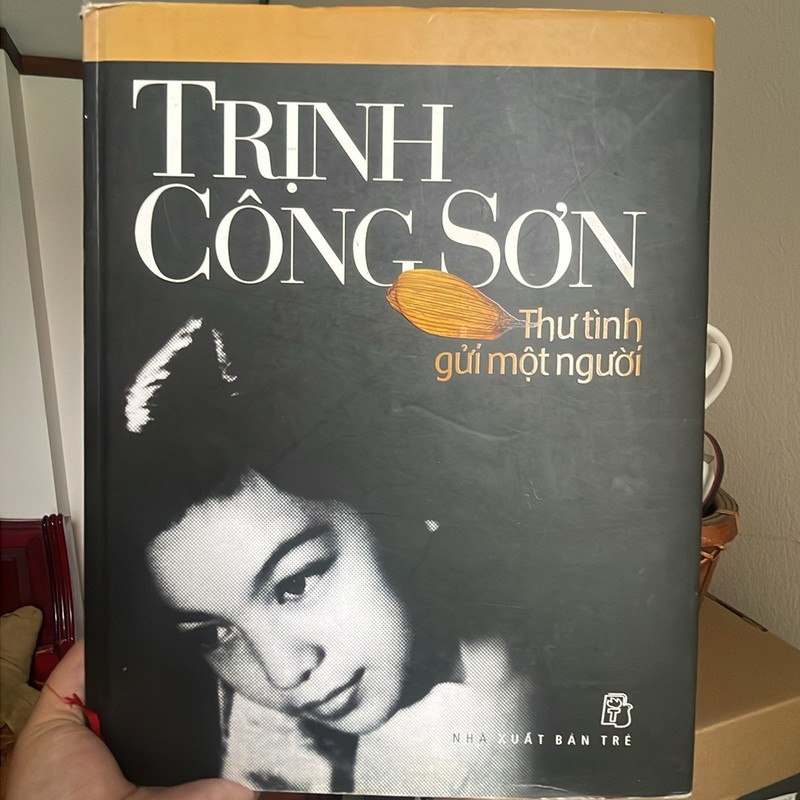 TRỊNH
CÔNG SƠN
Thư tình
gửi một người
NHÀ XUẤT BẢN TRẺ